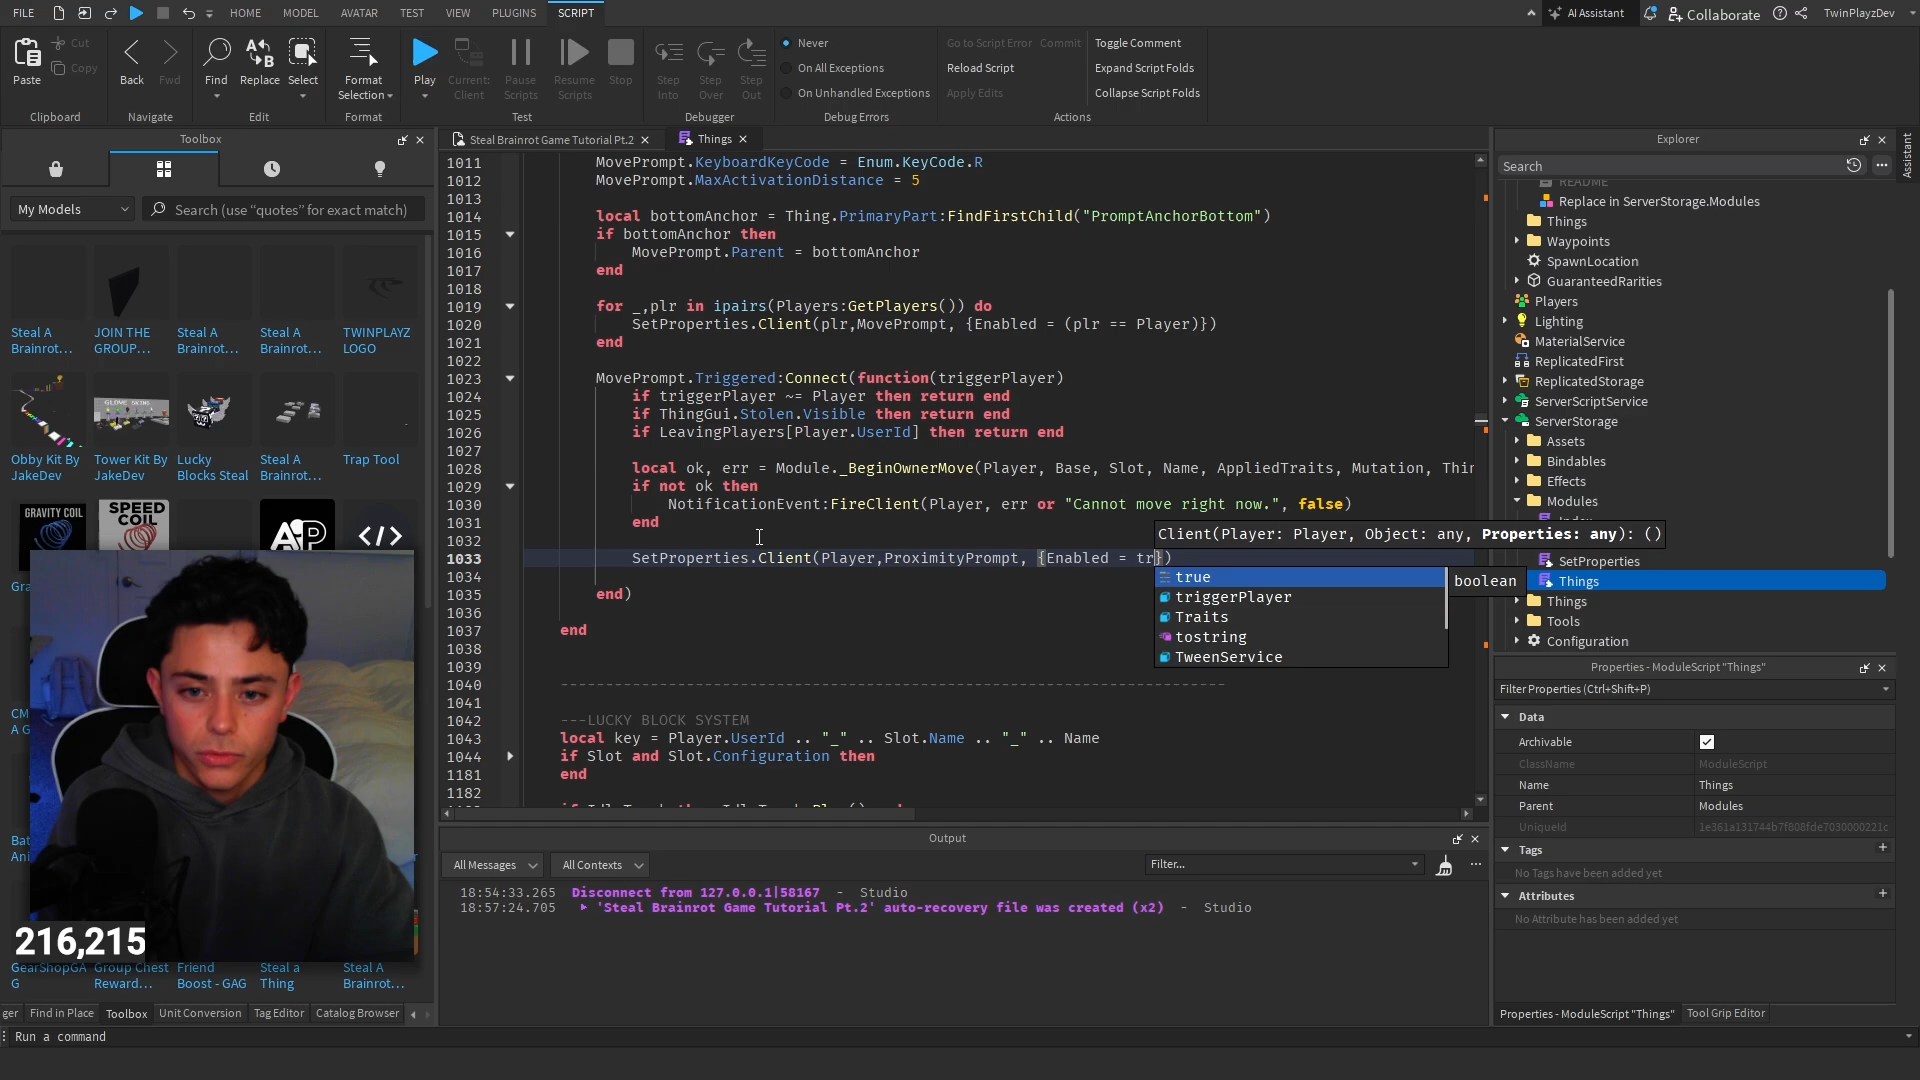 FILE HOME MODEL AVATAR TEST VIEW PLUGINS SCRIPT AI Assistant Collaborate TwinPlayzDev
Paste Cut Copy Back Fwd Find Replace Select Format Selection Play Current: Client Pause Scripts Resume Scripts Stop Step Into Step Over Step Out
Never
On All Exceptions
On Unhandled Exceptions
Go to Script Error Commit
Reload Script
Apply Edits
Toggle Comment
Expand Script Folds
Collapse Script Folds
Clipboard Navigate Edit Format Test Debugger Debug Errors Actions
Toolbox
My Models
Search (use “quotes” for exact match)
Steal A Brainrot...
JOIN THE GROUP...
Steal A Brainrot...
Steal A Brainrot...
TWINPLAYZ LOGO
Obby Kit By JakeDev
Tower Kit By JakeDev
Lucky Blocks Steal
Steal A Brainrot...
Trap Tool
GRAVITY COIL
SPEED COIL
AP
</>
Gra
CM
A G
Bat
Ani
216,215
GearShopGA G
Group Chest Reward...
Friend Boost - GAG
Steal a Thing
Steal A Brainrot...
ger Find in Place Toolbox Unit Conversion Tag Editor Catalog Browser
Run a command
Steal Brainrot Game Tutorial Pt.2
Things
1011 MovePrompt.KeyboardKeyCode = Enum.KeyCode.R
1012 MovePrompt.MaxActivationDistance = 5
1013
1014 local bottomAnchor = Thing.PrimaryPart:FindFirstChild("PromptAnchorBottom")
1015 if bottomAnchor then
1016 MovePrompt.Parent = bottomAnchor
1017 end
1018
1019 for _,plr in ipairs(Players:GetPlayers()) do
1020 SetProperties.Client(plr,MovePrompt, {Enabled = (plr == Player)})
1021 end
1022
1023 MovePrompt.Triggered:Connect(function(triggerPlayer)
1024 if triggerPlayer ~= Player then return end
1025 if ThingGui.Stolen.Visible then return end
1026 if LeavingPlayers[Player.UserId] then return end
1027
1028 local ok, err = Module._BeginOwnerMove(Player, Base, Slot, Name, AppliedTraits, Mutation, Thin
1029 if not ok then
1030 NotificationEvent:FireClient(Player, err or "Cannot move right now.", false)
1031 end
1032
1033 SetProperties.Client(Player,ProximityPrompt, {Enabled = tr})
1034
1035 end)
1036
1037 end
1038
1039
1040 --------------------------------------------------------------------------
1041
1042 ---LUCKY BLOCK SYSTEM
1043 local key = Player.UserId .. "_" .. Slot.Name .. "_" .. Name
1044 if Slot and Slot.Configuration then
1181 end
1182
Client(Player: Player, Object: any, Properties: any): ()
true
triggerPlayer
Traits
tostring
TweenService
boolean
Output
All Messages All Contexts Filter...
18:54:33.265 Disconnect from 127.0.0.1|58167 - Studio
18:57:24.705 'Steal Brainrot Game Tutorial Pt.2' auto-recovery file was created (x2) - Studio
Explorer
Assistant
Search
README
Replace in ServerStorage.Modules
Things
Waypoints
SpawnLocation
GuaranteedRarities
Players
Lighting
MaterialService
ReplicatedFirst
ReplicatedStorage
ServerScriptService
ServerStorage
Assets
Bindables
Effects
Modules
SetProperties
Things
Things
Tools
Configuration
Properties - ModuleScript "Things"
Filter Properties (Ctrl+Shift+P)
Data
Archivable
ClassName ModuleScript
Name Things
Parent Modules
UniqueId 1e361a131744b7f808fde7030000221c
Tags
No Tags have been added yet
Attributes
No Attribute has been added yet
Properties - ModuleScript "Things" Tool Grip Editor